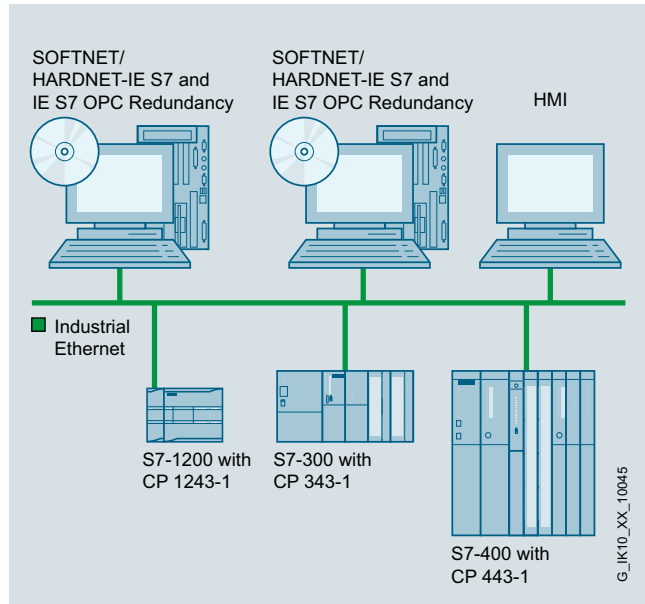 SOFTNET/
HARDNET-IE S7 and
IE S7 OPC Redundancy
SOFTNET/
HARDNET-IE S7 and
IE S7 OPC Redundancy
HMI
Industrial
Ethernet
S7-1200 with
CP 1243-1
S7-300 with
CP 343-1
S7-400 with
CP 443-1
G_IK10_XX_10045